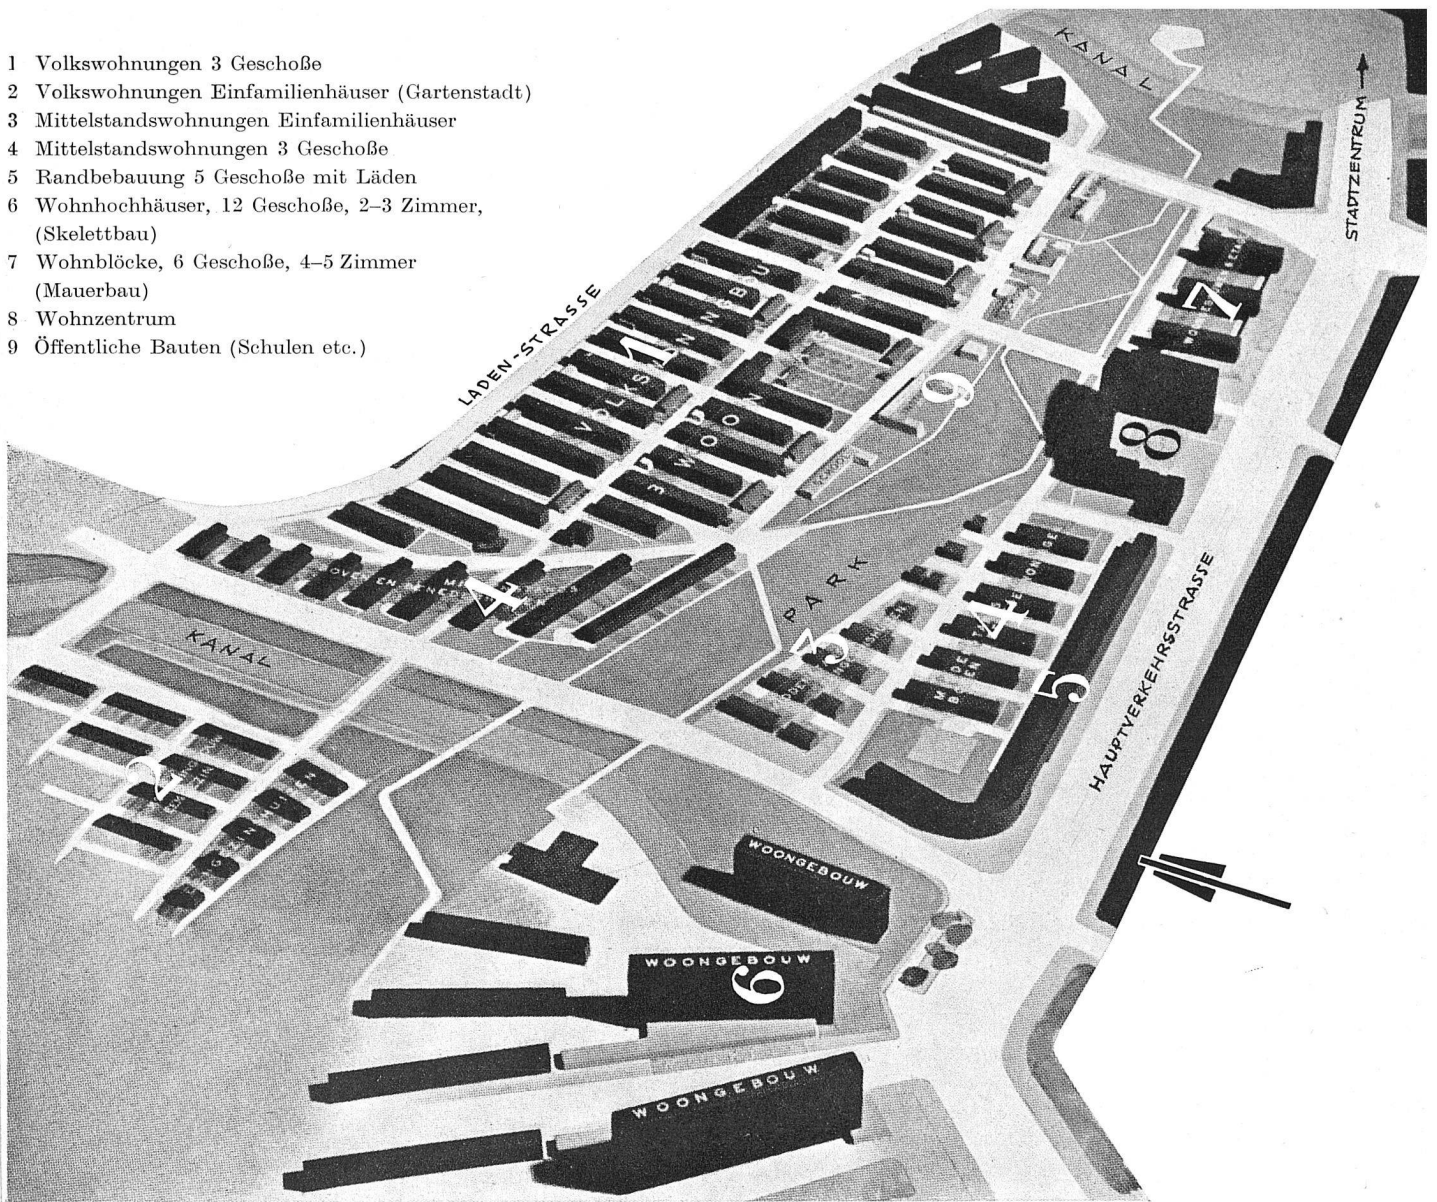 1 Volkswohnungen 3 Geschoße
2 Volkswohnungen Einfamilienhäuser (Gartenstadt)
3 Mittelstandswohnungen Einfamilienhäuser
4 Mittelstandswohnungen 3 Geschoße
5 Randbebauung 5 Geschoße mit Läden
6 Wohnhochhäuser, 12 Geschoße, 2–3 Zimmer,
(Skelettbau)
7 Wohnblöcke, 6 Geschoße, 4–5 Zimmer
(Mauerbau)
8 Wohnzentrum
9 Öffentliche Bauten (Schulen etc.)
KANAL
STADTZENTRUM
LADEN-STRASSE
1
7
9
8
4
PARK
3
4
5
HAUPTVERKEHRSSTRASSE
KANAL
2
WOONGEBOUW
WOONGEBOUW
6
WOONGEBOUW